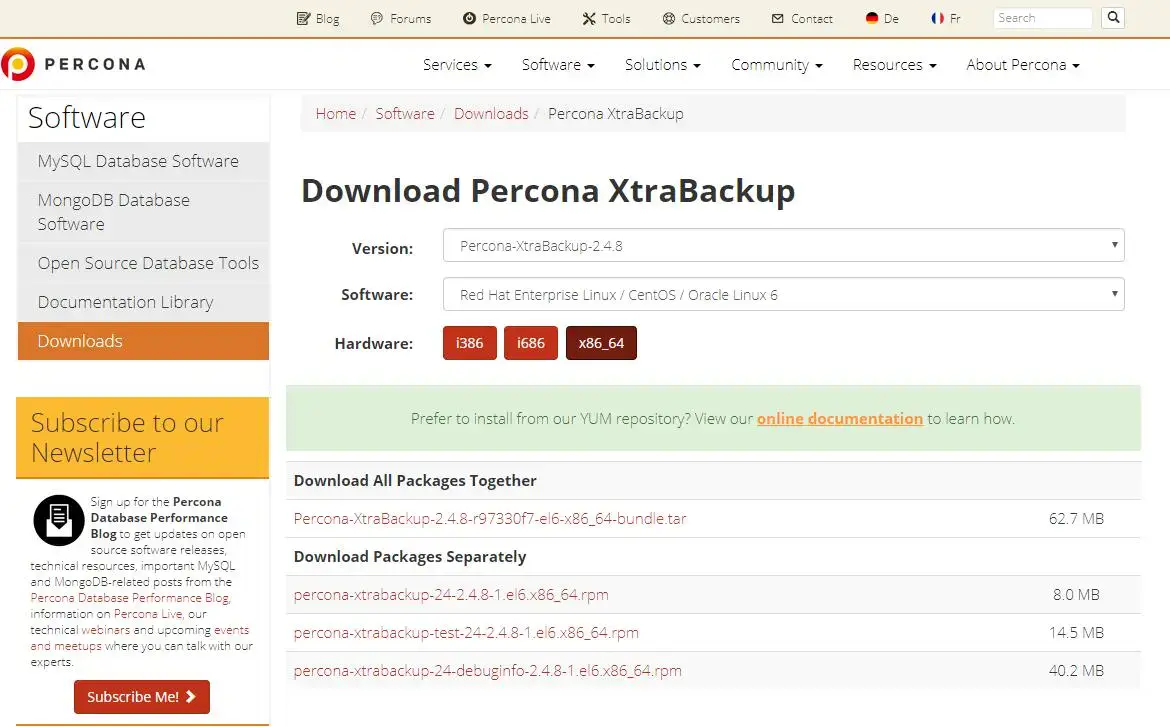 Blog Forums Percona Live Tools Customers Contact De Fr Search
PERCONA
Services Software Solutions Community Resources About Percona
Software
MySQL Database Software
MongoDB Database
Software
Open Source Database Tools
Documentation Library
Downloads
Subscribe to our
Newsletter
Sign up for the Percona
Database Performance
Blog to get updates on open
source software releases,
technical resources, important MySQL
and MongoDB-related posts from the
Percona Database Performance Blog,
information on Percona Live, our
technical webinars and upcoming events
and meetups where you can talk with our
experts.
Subscribe Me!
Home / Software / Downloads / Percona XtraBackup
Download Percona XtraBackup
Version: Percona-XtraBackup-2.4.8
Software: Red Hat Enterprise Linux / CentOS / Oracle Linux 6
Hardware: i386 i686 x86_64
Prefer to install from our YUM repository? View our online documentation to learn how.
Download All Packages Together
Percona-XtraBackup-2.4.8-r97330f7-el6-x86_64-bundle.tar 62.7 MB
Download Packages Separately
percona-xtrabackup-24-2.4.8-1.el6.x86_64.rpm 8.0 MB
percona-xtrabackup-test-24-2.4.8-1.el6.x86_64.rpm 14.5 MB
percona-xtrabackup-24-debuginfo-2.4.8-1.el6.x86_64.rpm 40.2 MB